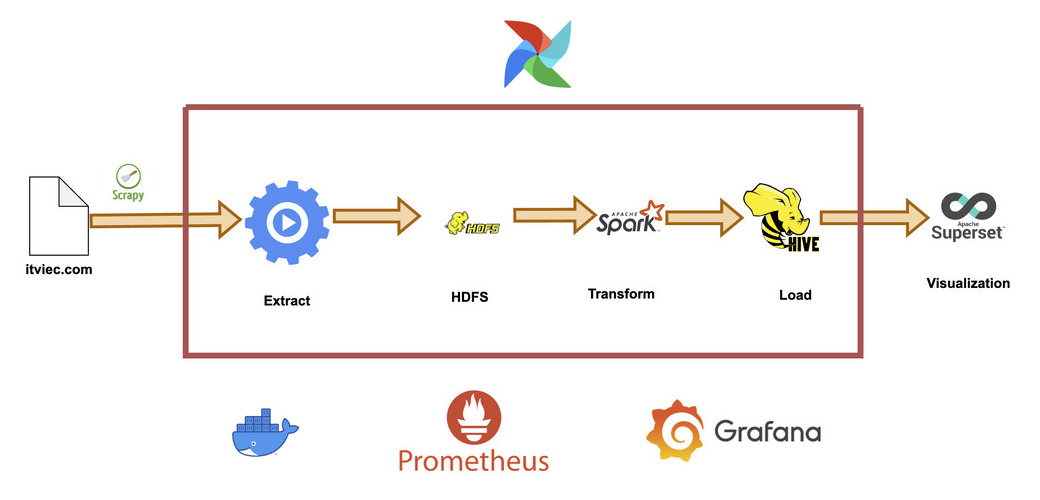 Scrapy
itviec.com
Extract
HDFS
HDFS
APACHE
Spark
Transform
HIVE
Load
Apache
Superset
Visualization
Prometheus
Grafana